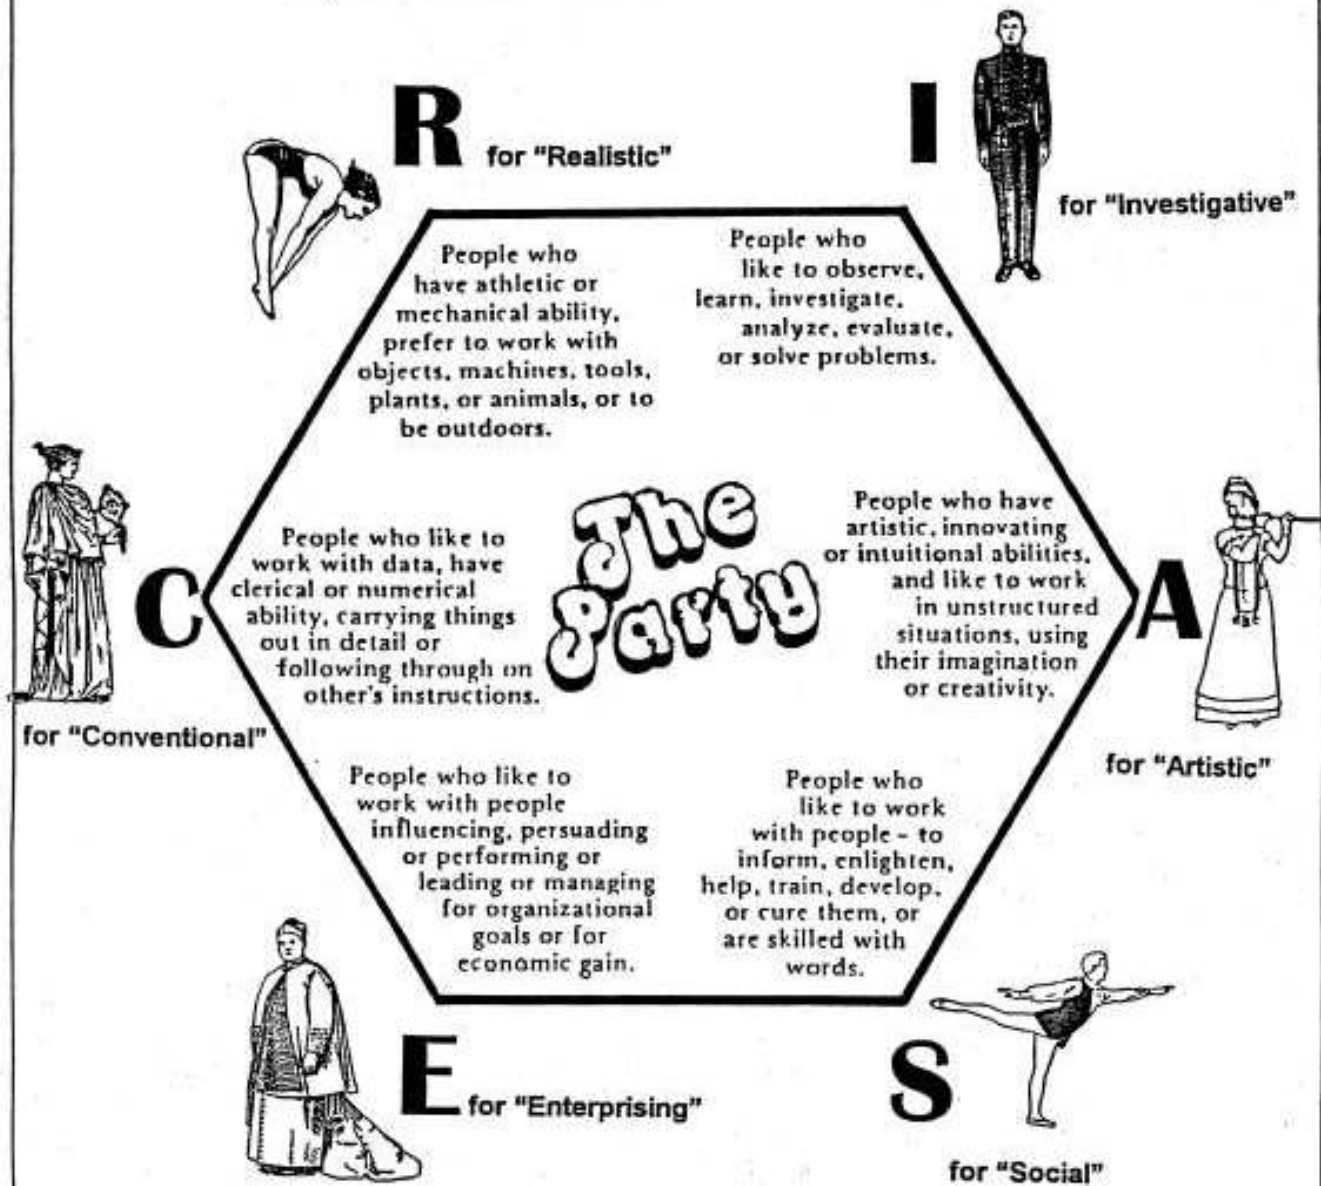 R for "Realistic"
I
for "Investigative"
People who
have athletic or
mechanical ability,
prefer to work with
objects, machines, tools,
plants, or animals, or to
be outdoors.
People who
like to observe,
learn, investigate,
analyze, evaluate,
or solve problems.
The
Party
C
for "Conventional"
People who like to
work with data, have
clerical or numerical
ability, carrying things
out in detail or
following through on
other's instructions.
People who have
artistic, innovating
or intuitional abilities,
and like to work
in unstructured
situations, using
their imagination
or creativity.
A
for "Artistic"
People who like to
work with people
influencing, persuading
or performing or
leading or managing
for organizational
goals or for
economic gain.
People who
like to work
with people - to
inform, enlighten,
help, train, develop,
or cure them, or
are skilled with
words.
E for "Enterprising"
S
for "Social"